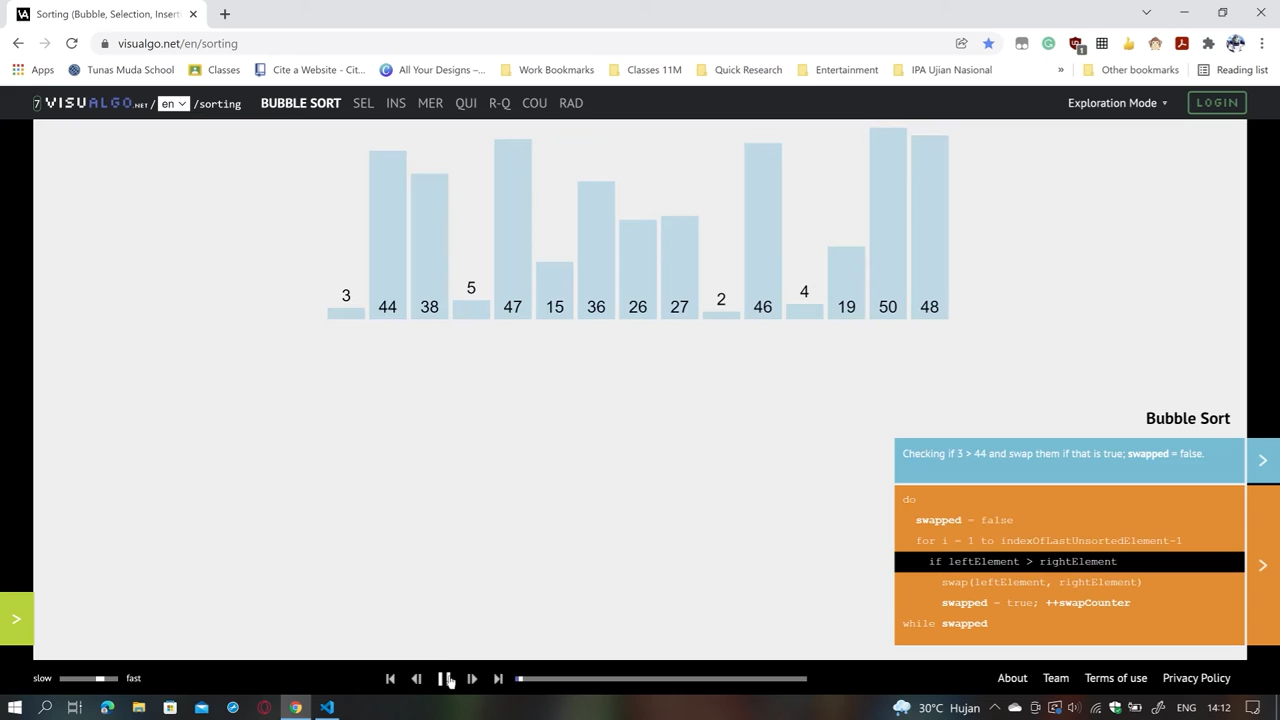 Sorting (Bubble, Selection, Insert
visualgo.net/en/sorting
1
Apps Tunas Muda School Classes Cite a Website - Cit... All Your Designs –... Work Bookmarks Classes 11M Quick Research Entertainment IPA Ujian Nasional » Other bookmarks Reading list
7 VISUALGO.NET / en /sorting BUBBLE SORT SEL INS MER QUI R-Q COU RAD Exploration Mode LOGIN
3 44 38 5 47 15 36 26 27 2 46 4 19 50 48
Bubble Sort
Checking if 3 > 44 and swap them if that is true; swapped = false.
do
swapped = false
for i = 1 to indexOfLastUnsortedElement-1
if leftElement > rightElement
swap(leftElement, rightElement)
swapped = true; ++swapCounter
while swapped
slow fast About Team Terms of use Privacy Policy
30°C Hujan ENG 14:12